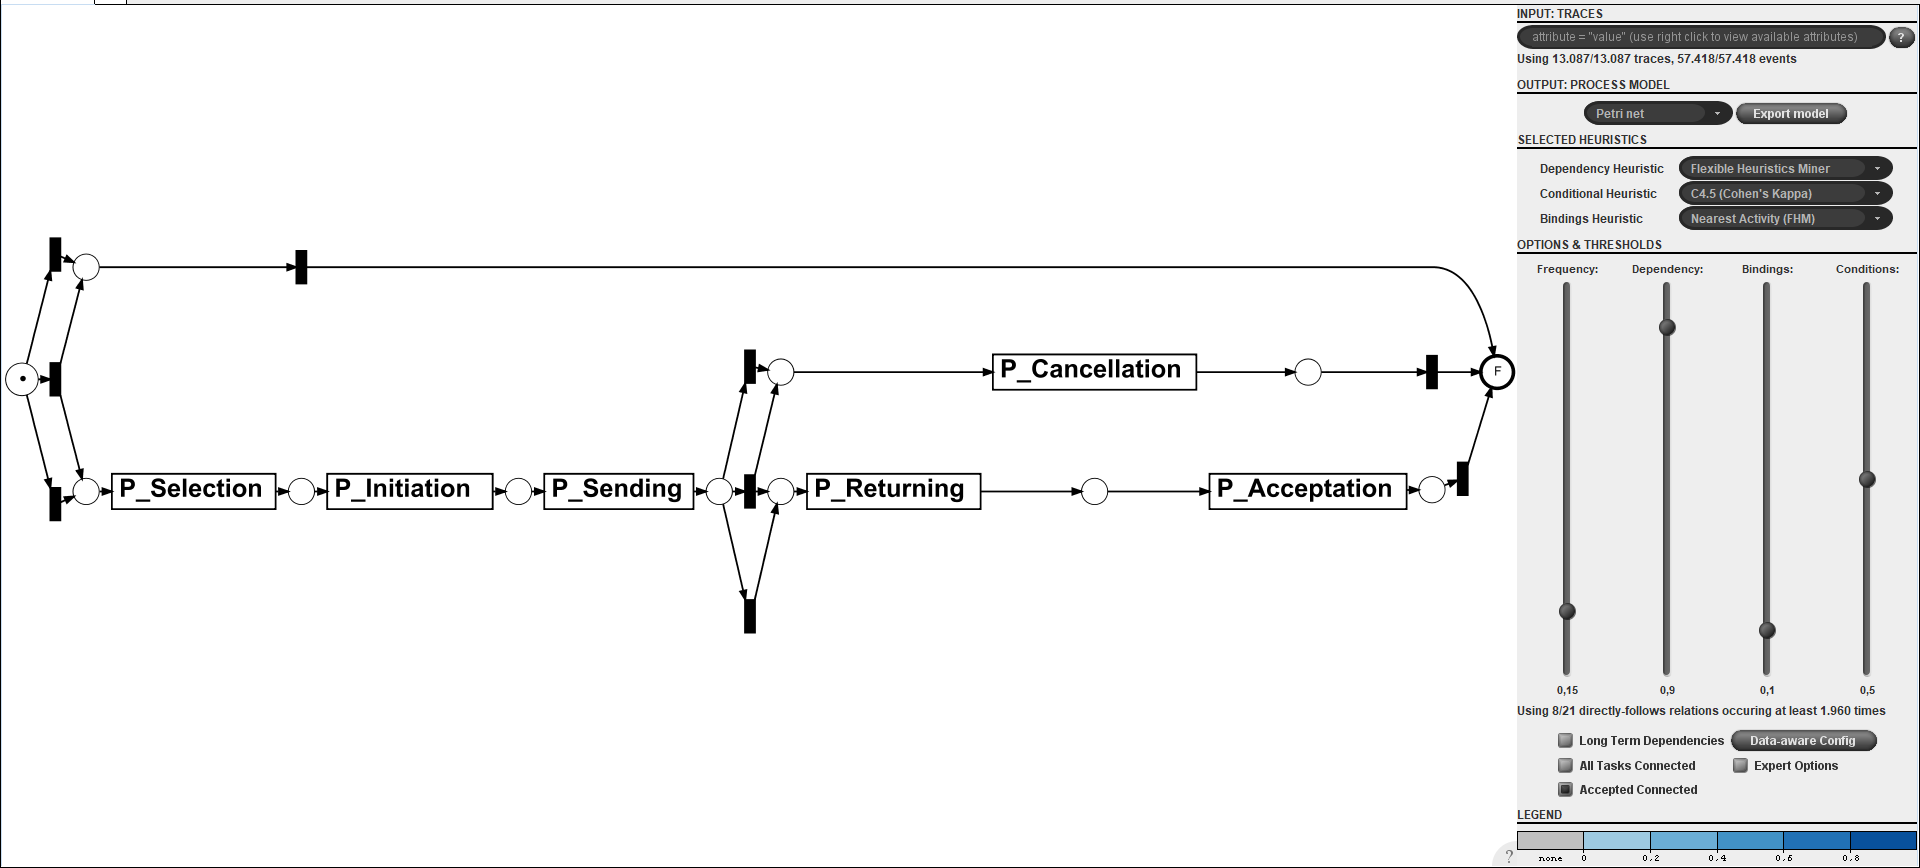 INPUT: TRACES
attribute = "value" (use right click to view available attributes)
?
Using 13.087/13.087 traces, 57.418/57.418 events
OUTPUT: PROCESS MODEL
Petri net
Export model
SELECTED HEURISTICS
Dependency Heuristic
Flexible Heuristics Miner
Conditional Heuristic
C4.5 (Cohen's Kappa)
Bindings Heuristic
Nearest Activity (FHM)
OPTIONS & THRESHOLDS
Frequency: Dependency: Bindings: Conditions:
0,15 0,9 0,1 0,5
Using 8/21 directly-follows relations occuring at least 1.960 times
Long Term Dependencies
Data-aware Config
All Tasks Connected
Expert Options
Accepted Connected
LEGEND
none 0 0.2 0.4 0.6 0.8
?
P_Cancellation
F
P_Selection
P_Initiation
P_Sending
P_Returning
P_Acceptation